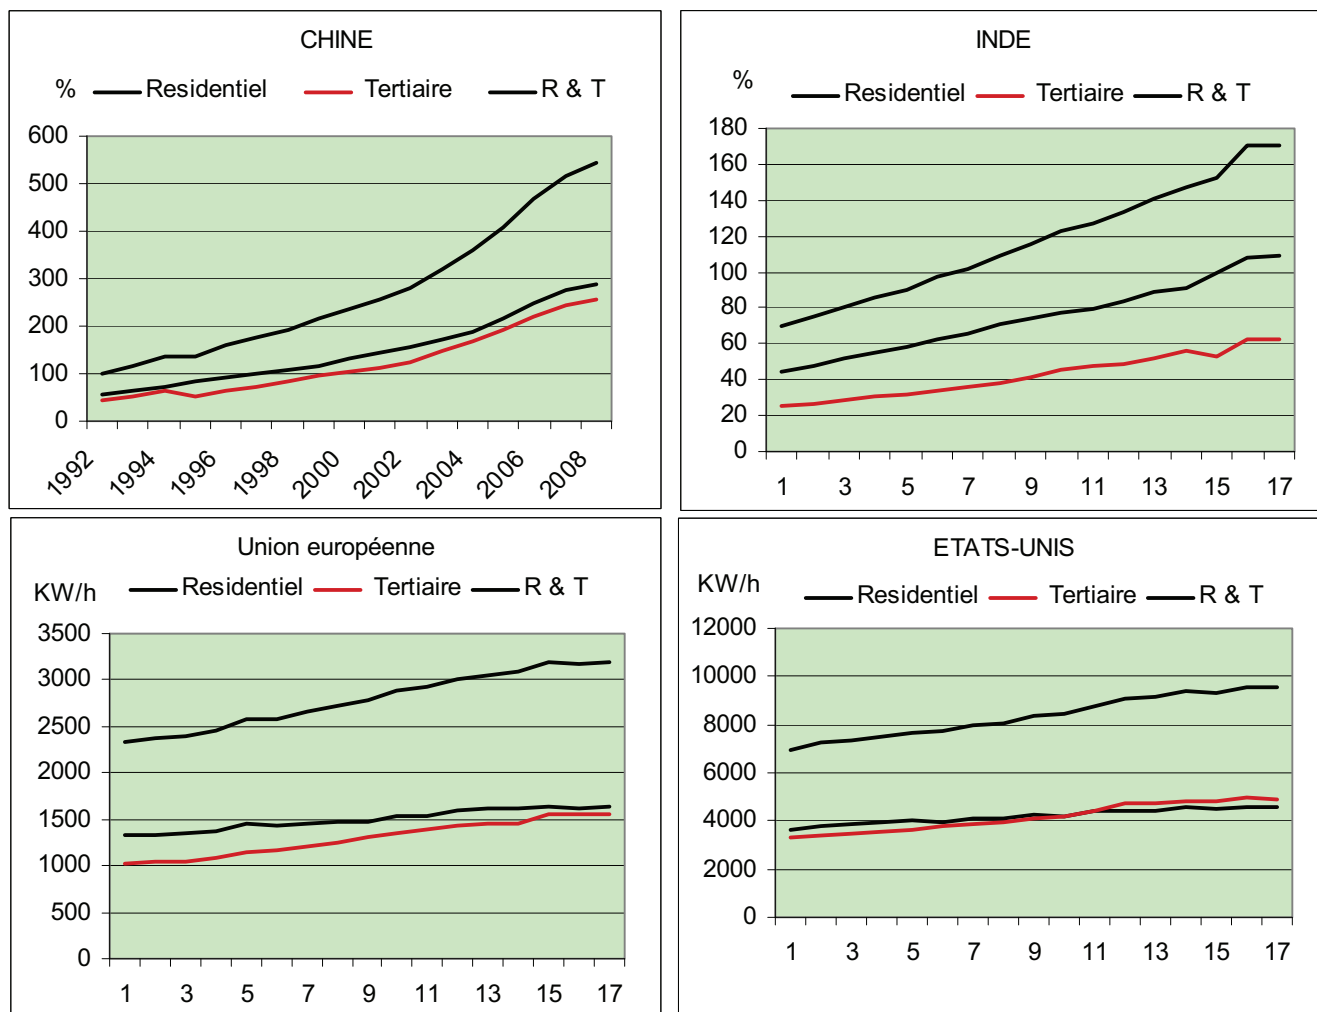 CHINE
% Residentiel Tertiaire R & T
600
500
400
300
200
100
0
1992 1994 1996 1998 2000 2002 2004 2006 2008
INDE
% Residentiel Tertiaire R & T
180
160
140
120
100
80
60
40
20
0
1 3 5 7 9 11 13 15 17
Union européenne
KW/h Residentiel Tertiaire R & T
3500
3000
2500
2000
1500
1000
500
0
1 3 5 7 9 11 13 15 17
ETATS-UNIS
KW/h Residentiel Tertiaire R & T
12000
10000
8000
6000
4000
2000
0
1 3 5 7 9 11 13 15 17